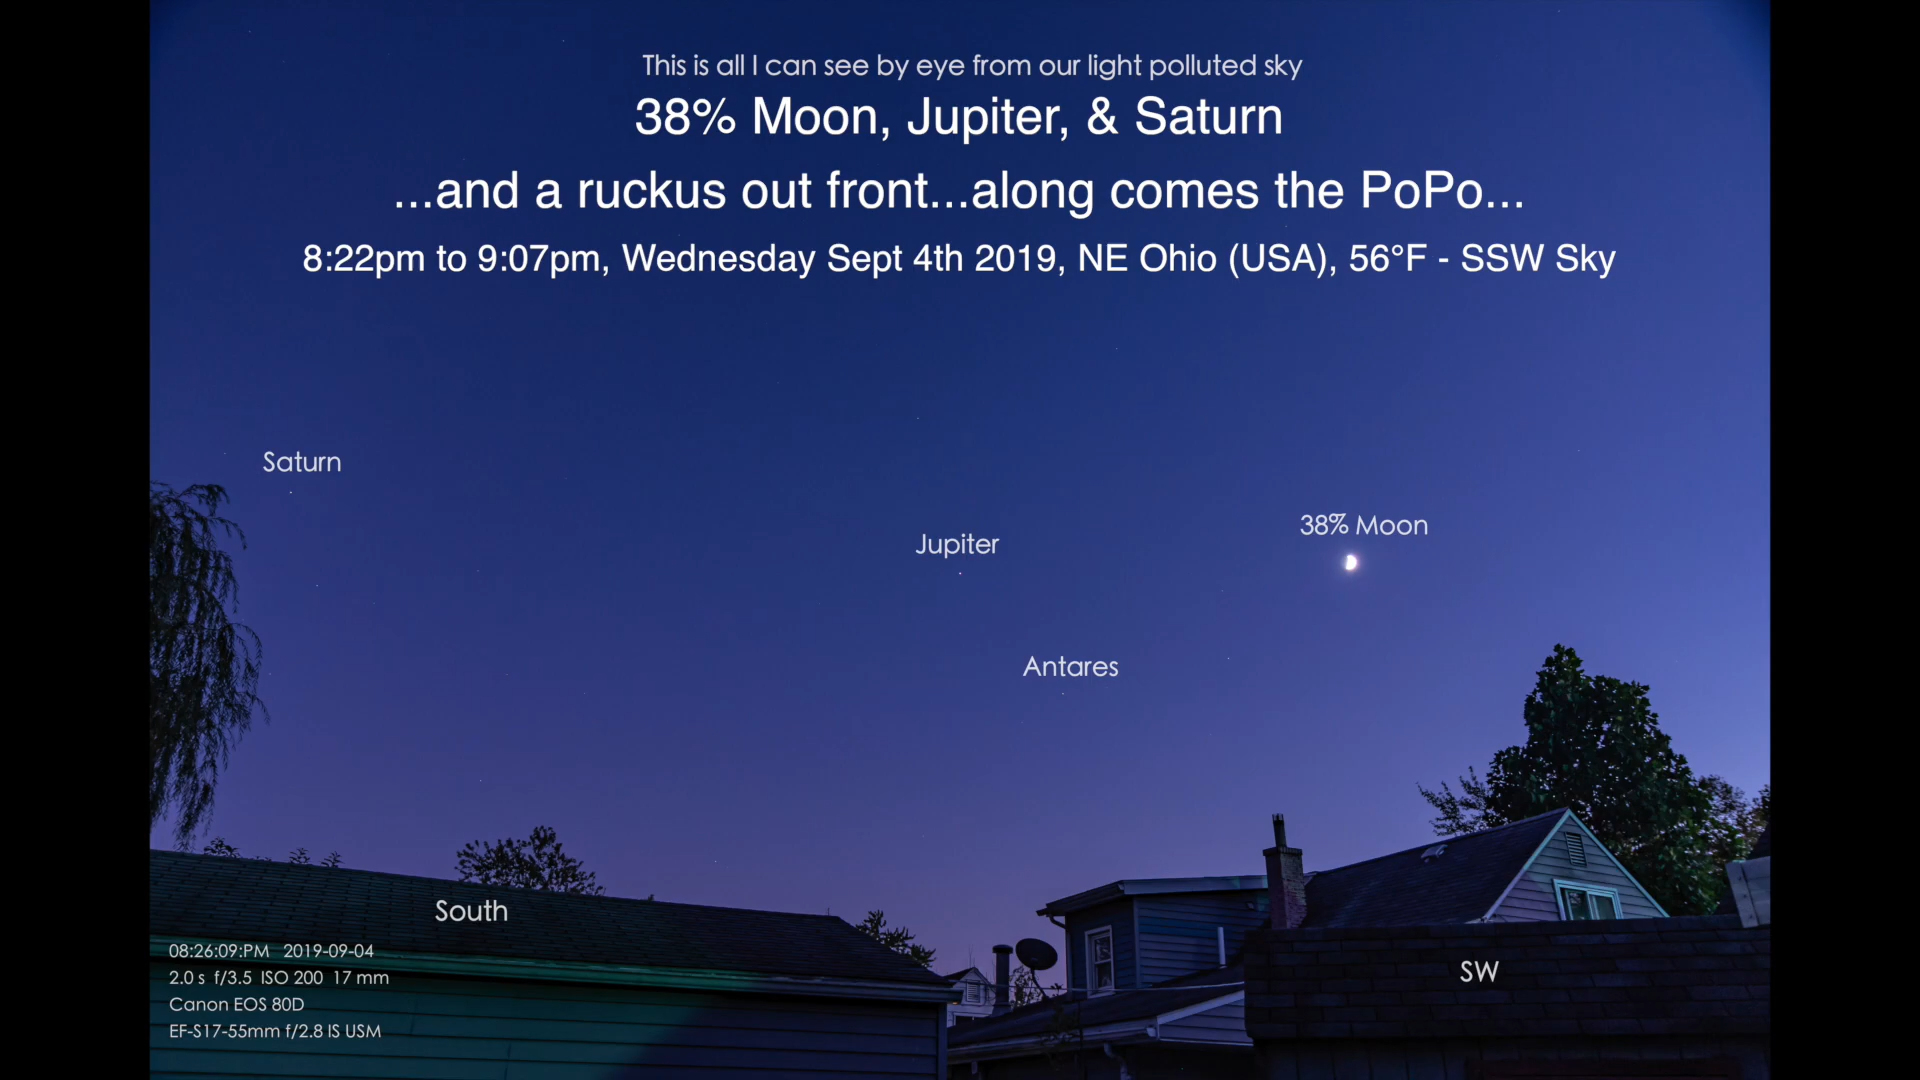 This is all I can see by eye from our light polluted sky
38% Moon, Jupiter, & Saturn
...and a ruckus out front...along comes the PoPo...
8:22pm to 9:07pm, Wednesday Sept 4th 2019, NE Ohio (USA), 56°F - SSW Sky
Saturn
38% Moon
Jupiter
Antares
South
08:26:09:PM 2019-09-04
2.0 s f/3.5 ISO 200 17 mm
Canon EOS 80D
EF-S17-55mm f/2.8 IS USM
SW